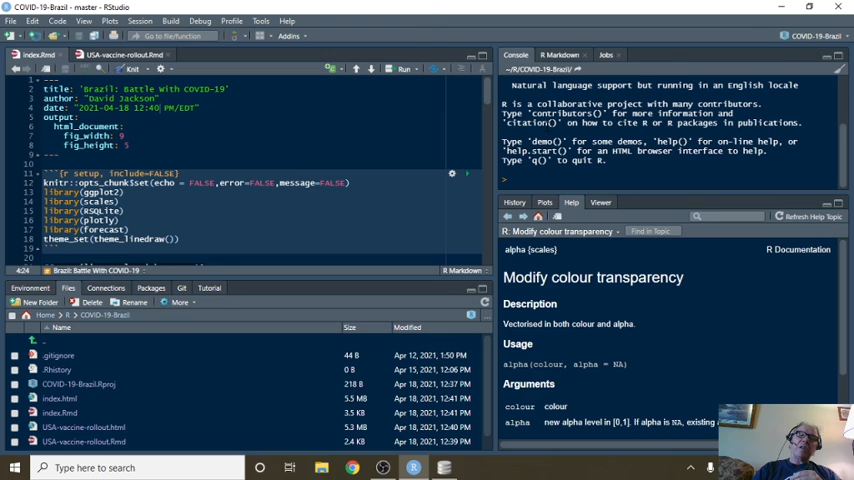 COVID-19-Brazil - master - RStudio
File Edit Code View Plots Session Build Debug Profile Tools Help
Go to file/function
Addins
COVID-19-Brazil
index.Rmd
USA-vaccine-rollout.Rmd
Knit
Run
1 ---
2 title: 'Brazil: Battle With COVID-19'
3 author: "David Jackson"
4 date: "2021-04-18 12:40 PM/EDT"
5 output:
6 html_document:
7 fig_width: 9
8 fig_height: 5
9 ---
10
11 ```{r setup, include=FALSE}
12 knitr::opts_chunk$set(echo = FALSE,error=FALSE,message=FALSE)
13 library(ggplot2)
14 library(scales)
15 library(RSQLite)
16 library(plotly)
17 library(forecast)
18 theme_set(theme_linedraw())
19 ```
20
4:24 Brazil: Battle With COVID-19 R Markdown
Environment Files Connections Packages Git Tutorial
New Folder Delete Rename More
Home R COVID-19-Brazil
Name Size Modified
..
.gitignore 44 B Apr 12, 2021, 1:50 PM
.Rhistory 0 B Apr 15, 2021, 12:06 PM
COVID-19-Brazil.Rproj 218 B Apr 18, 2021, 12:37 PM
index.html 5.5 MB Apr 18, 2021, 12:41 PM
index.Rmd 3.5 KB Apr 18, 2021, 12:41 PM
USA-vaccine-rollout.html 5.3 MB Apr 18, 2021, 12:40 PM
USA-vaccine-rollout.Rmd 2.4 KB Apr 18, 2021, 12:39 PM
Console R Markdown Jobs
~/R/COVID-19-Brazil/
Natural language support but running in an English locale
R is a collaborative project with many contributors.
Type 'contributors()' for more information and
'citation()' on how to cite R or R packages in publications.
Type 'demo()' for some demos, 'help()' for on-line help, or
'help.start()' for an HTML browser interface to help.
Type 'q()' to quit R.
>
History Plots Help Viewer
Refresh Help Topic
R: Modify colour transparency Find in Topic
alpha {scales} R Documentation
Modify colour transparency
Description
Vectorised in both colour and alpha.
Usage
alpha(colour, alpha = NA)
Arguments
colour colour
alpha new alpha level in [0,1]. If alpha is NA, existing
Type here to search